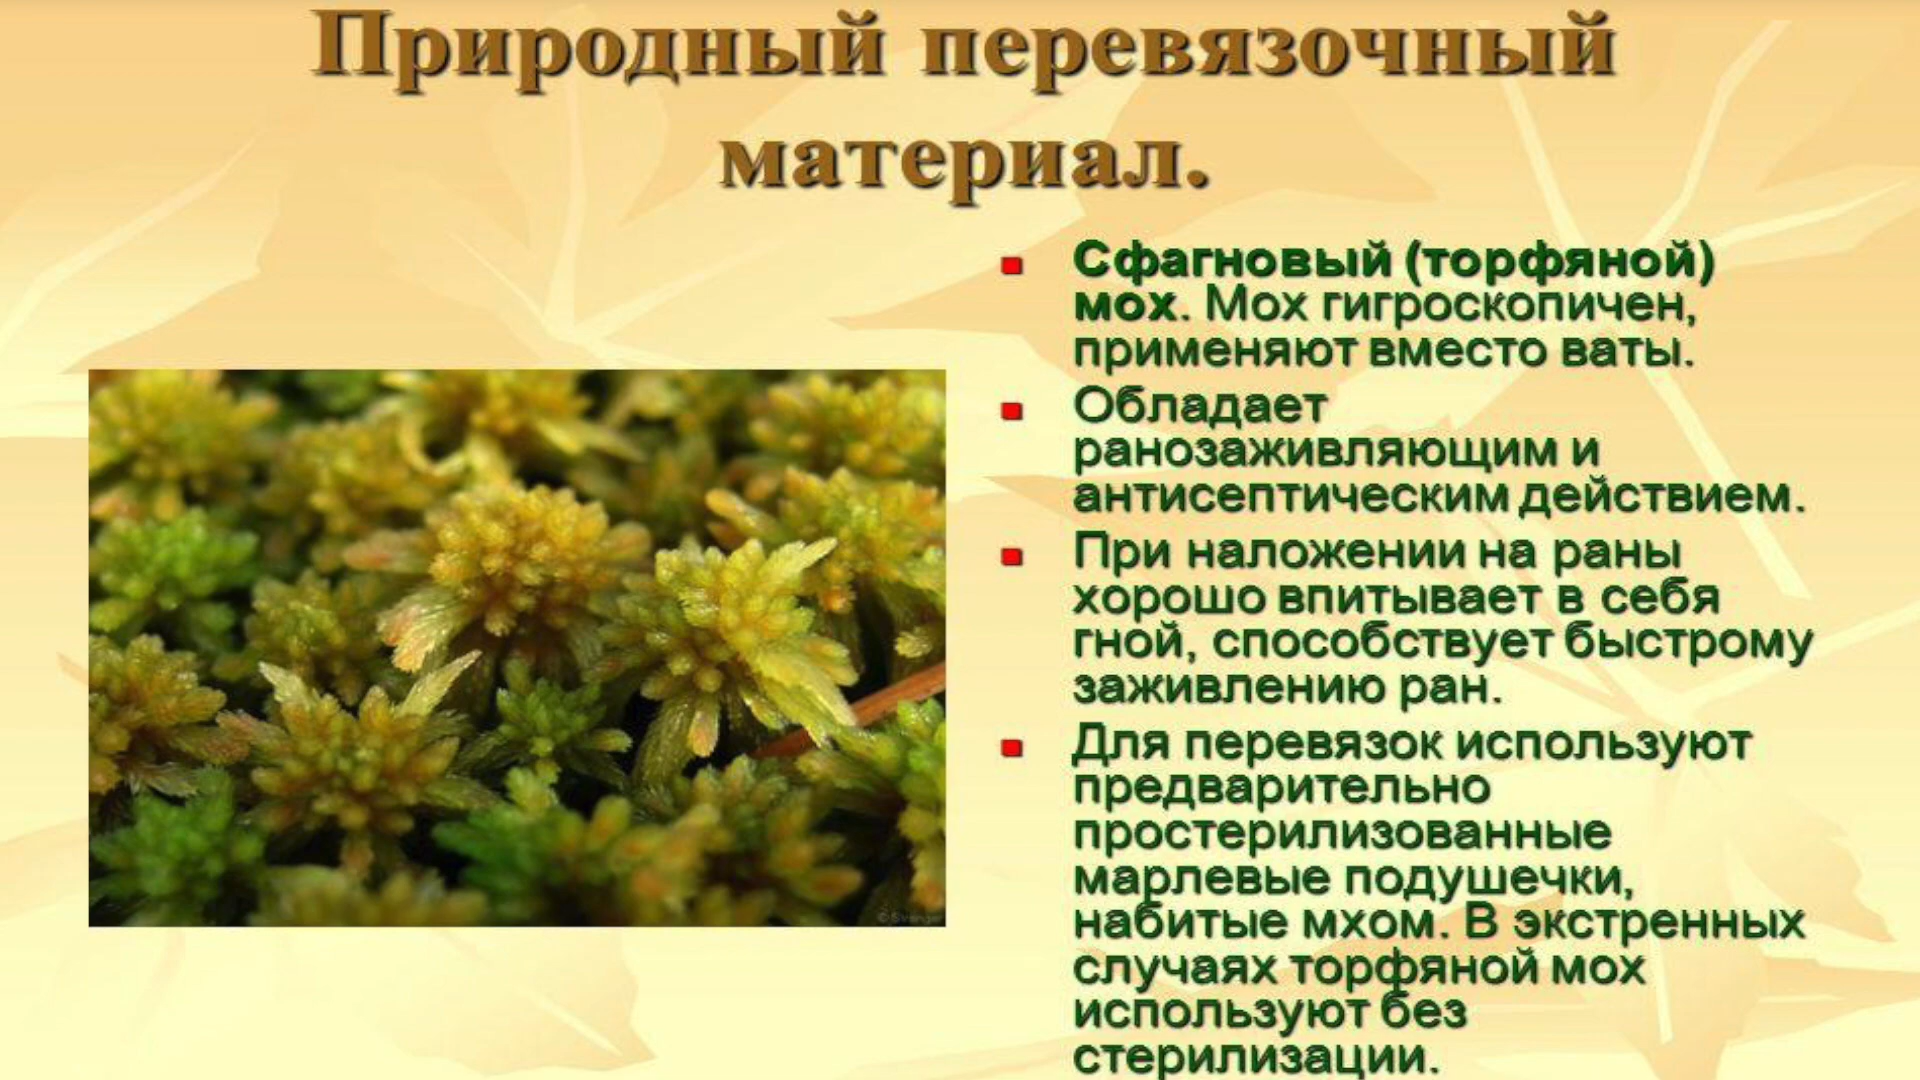 Природный перевязочный
материал.
Сфагновый (торфяной)
мох. Мох гигроскопичен,
применяют вместо ваты.
Обладает
ранозаживляющим и
антисептическим действием.
При наложении на раны
хорошо впитывает в себя
гной, способствует быстрому
заживлению ран.
Для перевязок используют
предварительно
простерилизованные
марлевые подушечки,
набитые мхом. В экстренных
случаях торфяной мох
используют без
стерилизации.